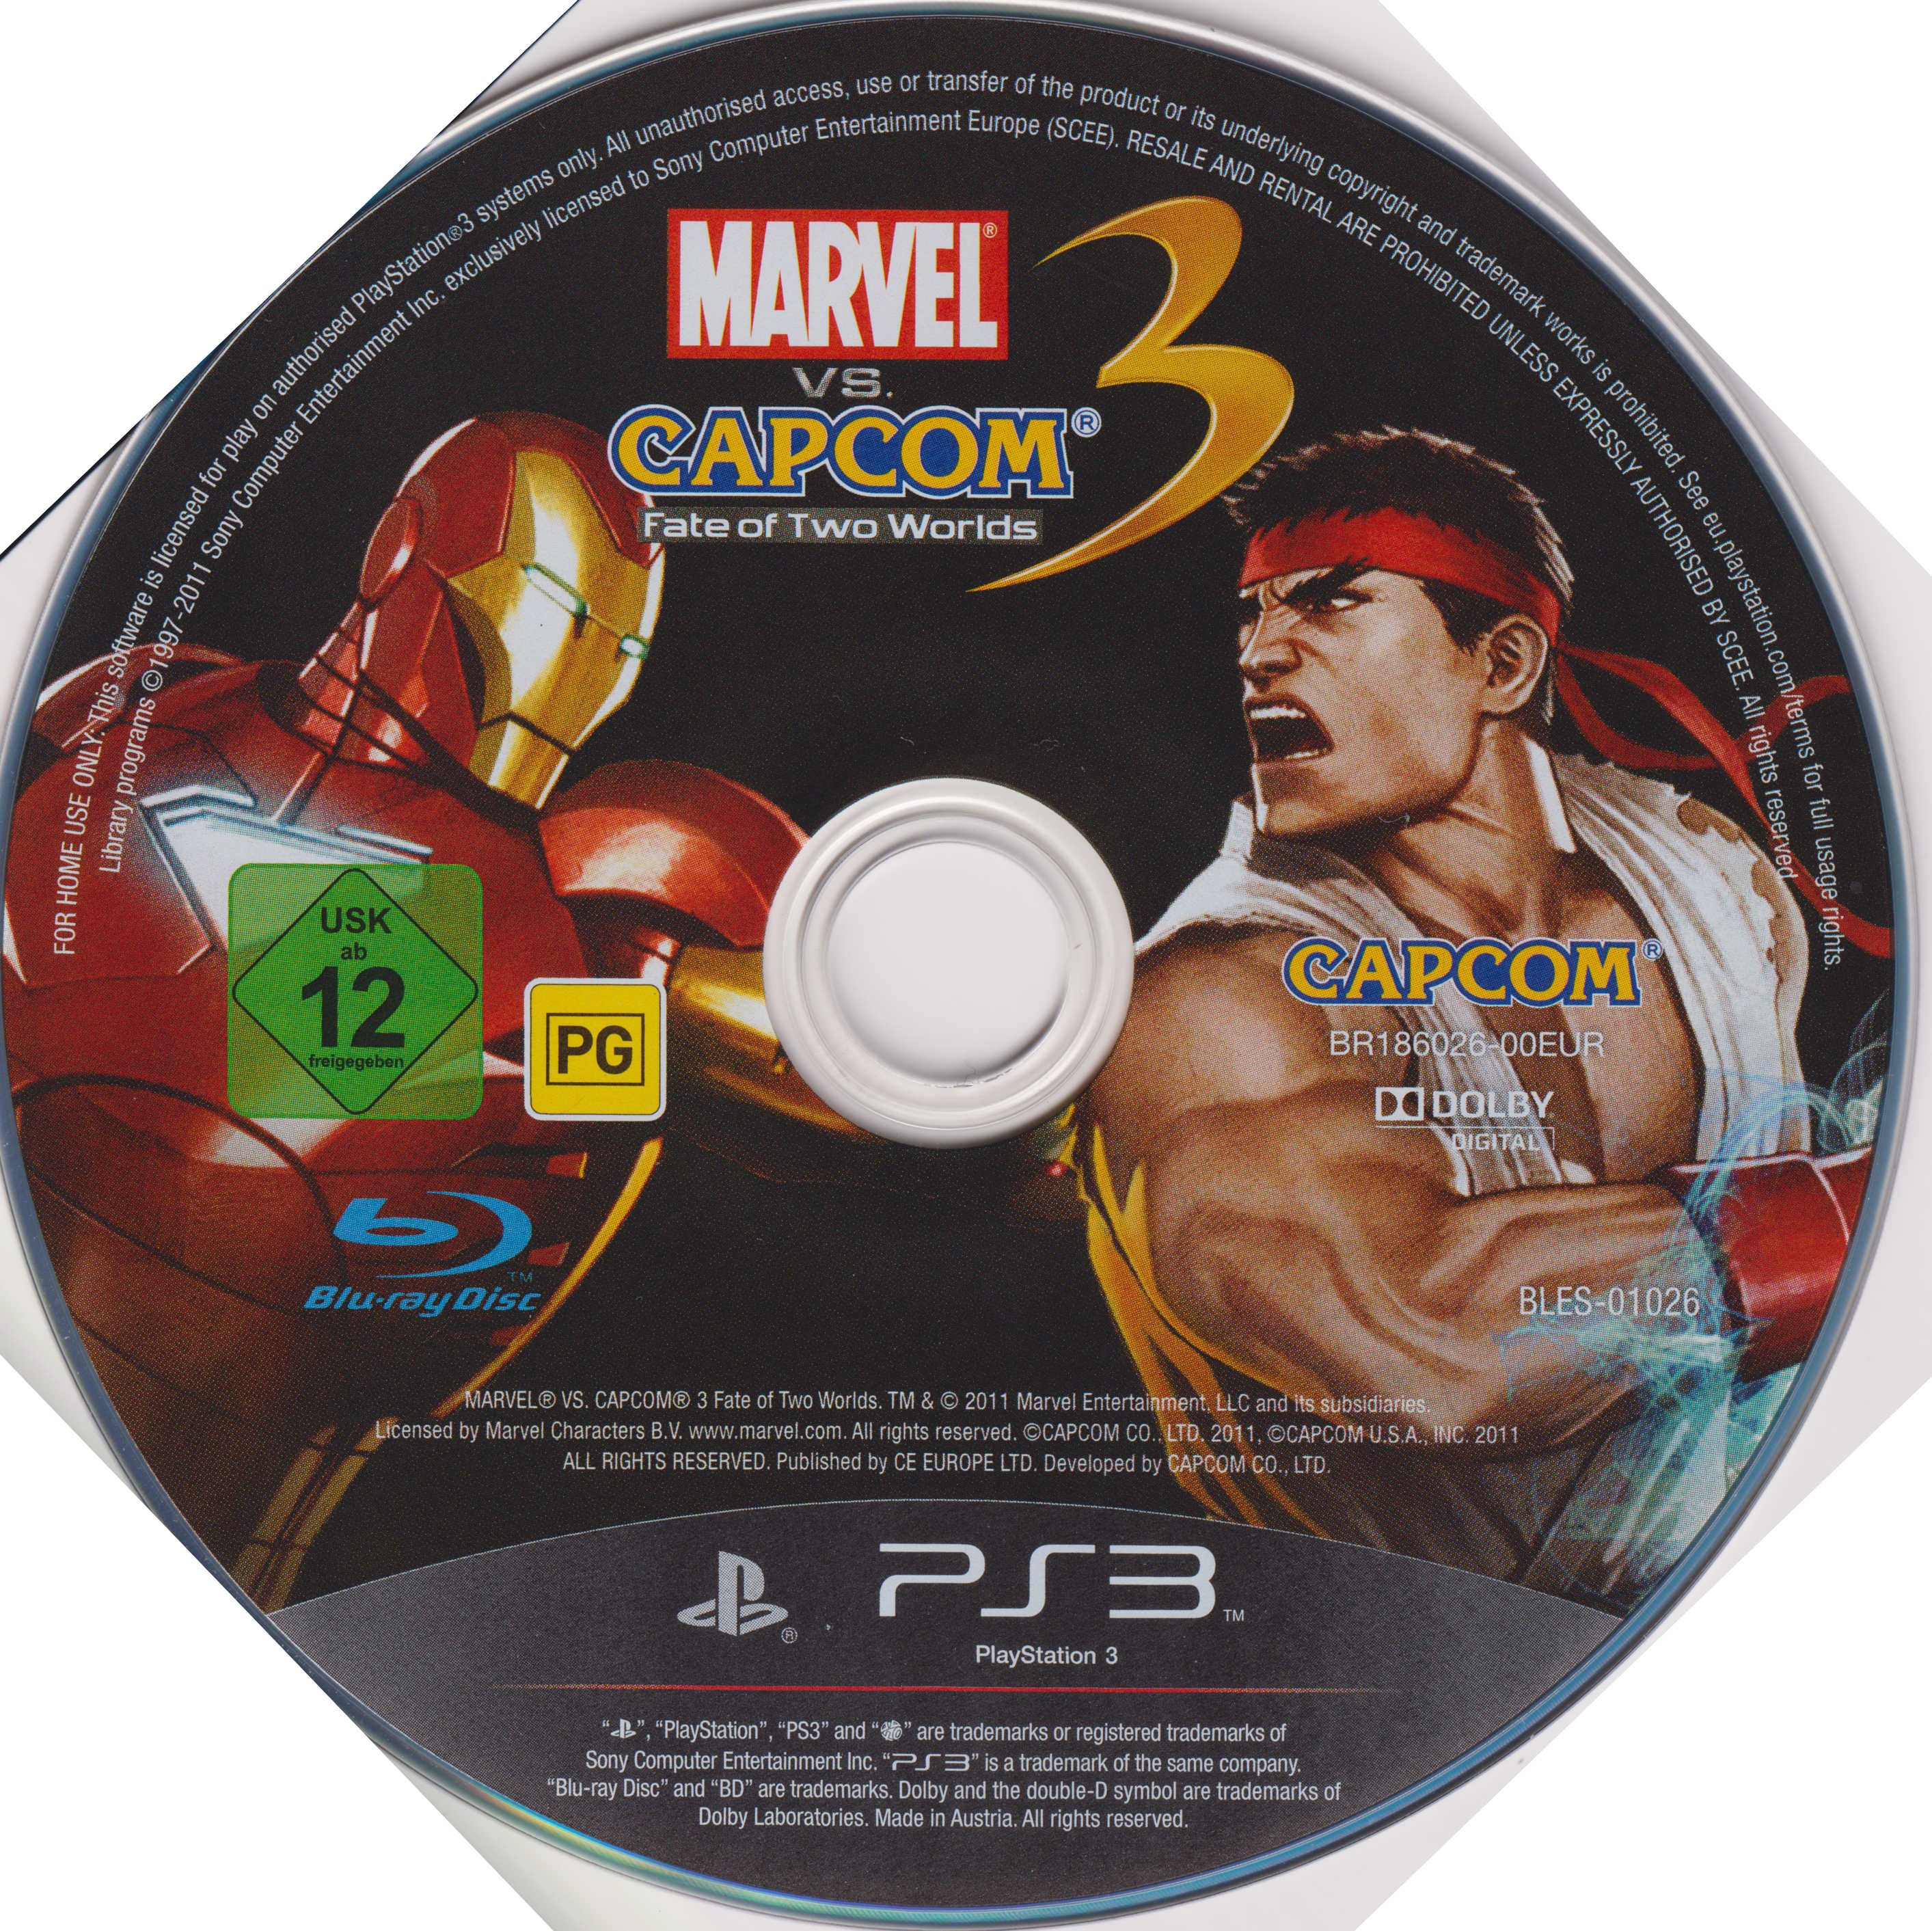 FOR HOME USE ONLY. This software is licensed for play on authorised PlayStation®3 systems only. All unauthorised access, use or transfer of the product or its underlying copyright and trademark works is prohibited. See eu.playstation.com/terms for full usage rights.
Library programs ©1997-2011 Sony Computer Entertainment Inc. exclusively licensed to Sony Computer Entertainment Europe (SCEE). RESALE AND RENTAL ARE PROHIBITED UNLESS EXPRESSLY AUTHORISED BY SCEE. All rights reserved
MARVEL® 3
VS.
CAPCOM®
Fate of Two Worlds
USK
ab
12
freigegeben
PG
CAPCOM®
BR186026-00EUR
DOLBY
DIGITAL
Blu-ray Disc™
BLES-01026
MARVEL® VS. CAPCOM® 3 Fate of Two Worlds. TM & © 2011 Marvel Entertainment, LLC and its subsidiaries.
Licensed by Marvel Characters B.V. www.marvel.com. All rights reserved. ©CAPCOM CO., LTD. 2011, ©CAPCOM U.S.A., INC. 2011
ALL RIGHTS RESERVED. Published by CE EUROPE LTD. Developed by CAPCOM CO., LTD.
® PS3™
PlayStation 3
“”, “PlayStation”, “PS3” and “” are trademarks or registered trademarks of
Sony Computer Entertainment Inc. “PS3” is a trademark of the same company.
“Blu-ray Disc” and “BD” are trademarks. Dolby and the double-D symbol are trademarks of
Dolby Laboratories. Made in Austria. All rights reserved.